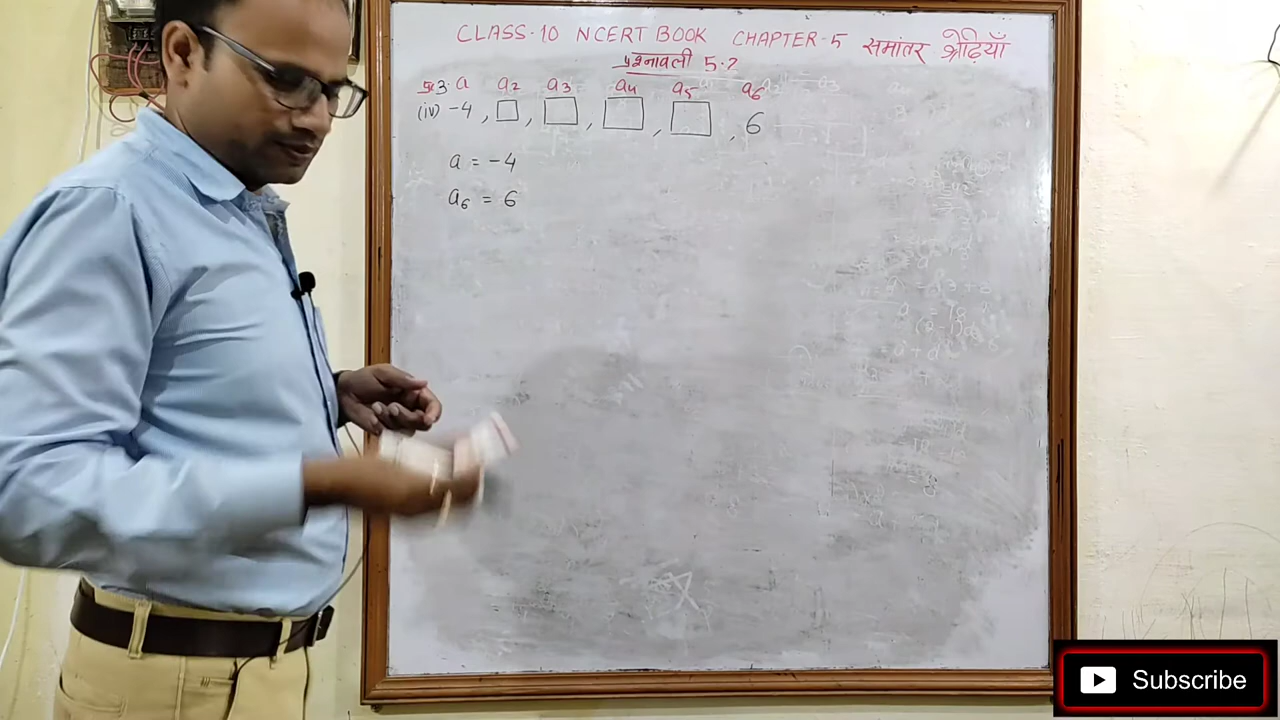 CLASS-10 NCERT BOOK CHAPTER-5 समांतर श्रेढ़ियाँ
प्रश्नावली 5.2
प्र०3. a a2 a3 a4 a5 a6
(iv) -4, □, □, □, □, 6
a = -4
a6 = 6
Subscribe